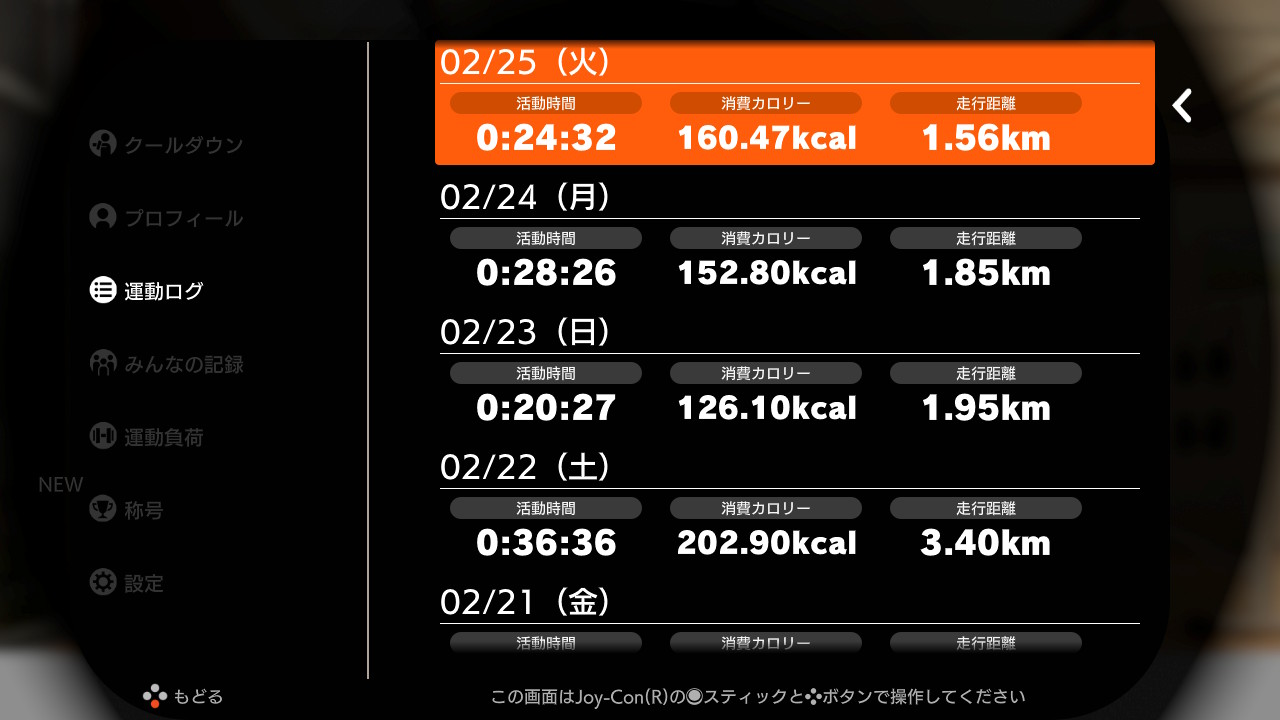 クールダウン
プロフィール
運動ログ
みんなの記録
運動負荷
NEW
称号
設定
02/25（火）
活動時間 消費カロリー 走行距離
0:24:32 160.47kcal 1.56km
02/24（月）
活動時間 消費カロリー 走行距離
0:28:26 152.80kcal 1.85km
02/23（日）
活動時間 消費カロリー 走行距離
0:20:27 126.10kcal 1.95km
02/22（土）
活動時間 消費カロリー 走行距離
0:36:36 202.90kcal 3.40km
02/21（金）
活動時間 消費カロリー 走行距離
もどる
この画面はJoy-Con(R)のスティックとボタンで操作してください